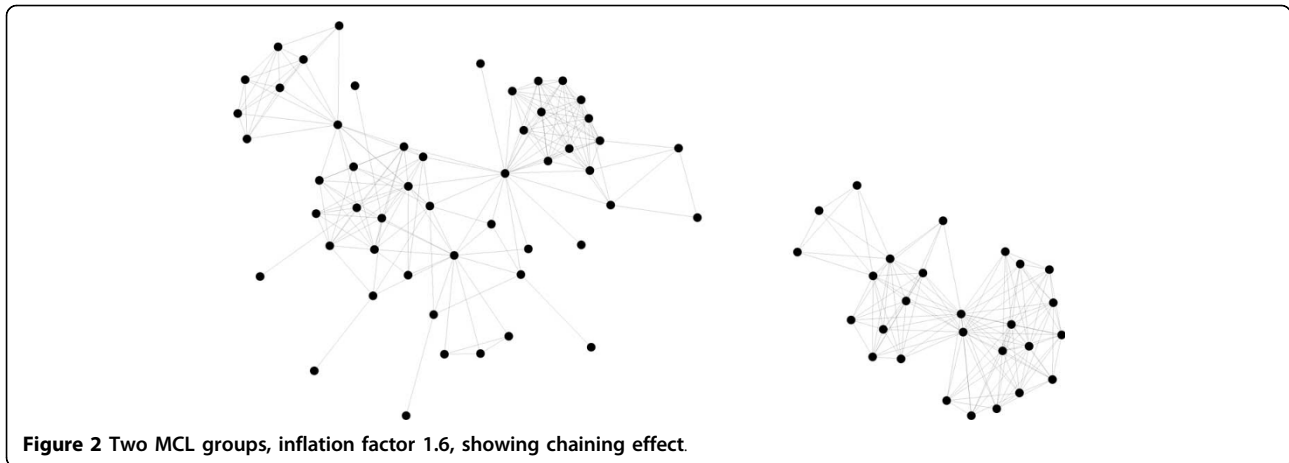 Figure 2 Two MCL groups, inflation factor 1.6, showing chaining effect.